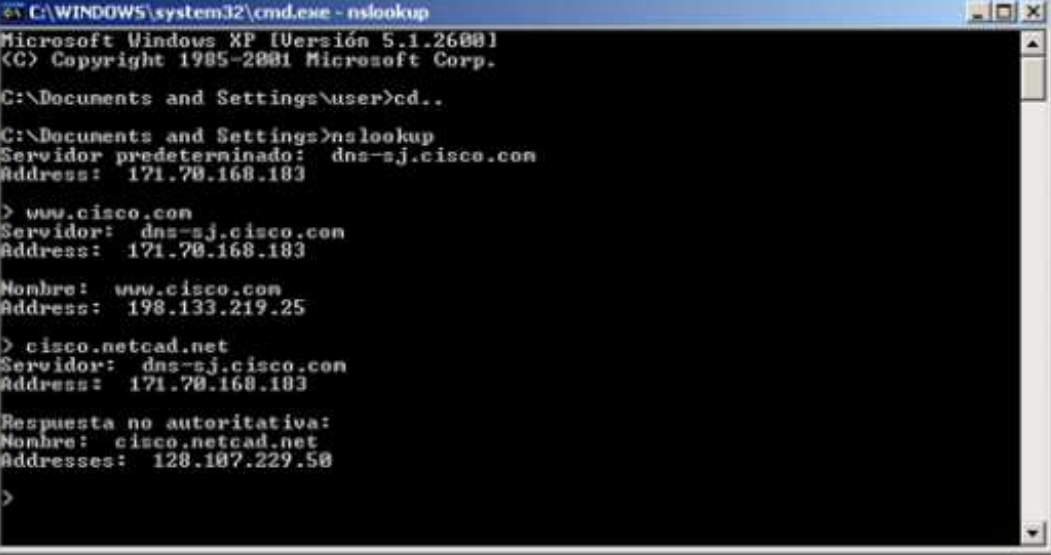 C:\WINDOWS\system32\cmd.exe - nslookup
Microsoft Windows XP [Versión 5.1.2600]
(C) Copyright 1985-2001 Microsoft Corp.
C:\Documents and Settings\user>cd..
C:\Documents and Settings>nslookup
Servidor predeterminado:  dns-sj.cisco.com
Address:  171.70.168.183
> www.cisco.com
Servidor:  dns-sj.cisco.com
Address:  171.70.168.183
Nombre:  www.cisco.com
Address:  198.133.219.25
> cisco.netcad.net
Servidor:  dns-sj.cisco.com
Address:  171.70.168.183
Respuesta no autoritativa:
Nombre:  cisco.netcad.net
Addresses:  128.107.229.50
>